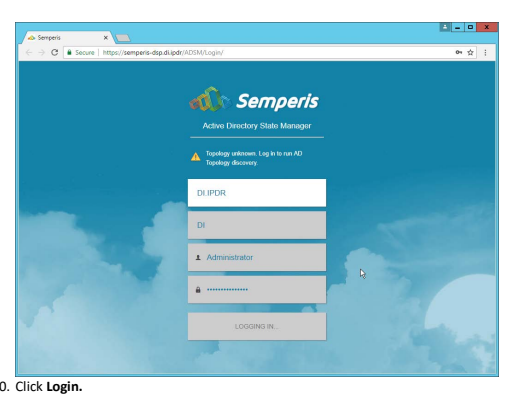 Semperis
Secure | https://semperis-dsp.di.ipdr/ADSM/Login/
Semperis
Active Directory State Manager
Topology unknown. Log in to run AD
Topology discovery.
DI.IPDR
DI
Administrator
••••••••••••••
LOGGING IN...
0. Click Login.